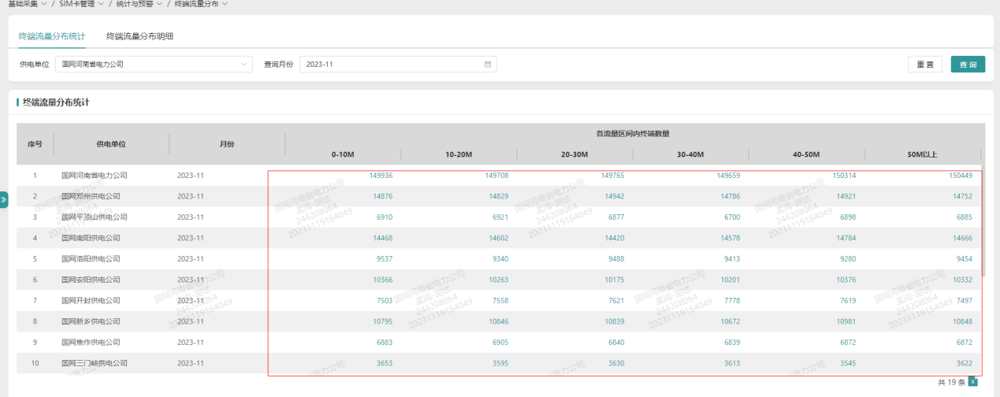 基础采集 / SIM卡管理 / 统计与预警 / 终端流量分布
终端流量分布统计 终端流量分布明细
供电单位 国网河南省电力公司 查询月份 2023-11 重置 查询
终端流量分布统计
序号 供电单位 月份 各流量区间内终端数量
0-10M 10-20M 20-30M 30-40M 40-50M 50M以上
1 国网河南省电力公司 2023-11 149936 149708 149765 149659 150314 150449
2 国网郑州供电公司 2023-11 14876 14829 14942 14786 14921 14752
3 国网平顶山供电公司 2023-11 6910 6921 6877 6700 6898 6885
4 国网南阳供电公司 2023-11 14468 14602 14420 14578 14784 14666
5 国网洛阳供电公司 2023-11 9537 9340 9488 9413 9280 9454
6 国网安阳供电公司 2023-11 10366 10263 10175 10201 10376 10332
7 国网开封供电公司 2023-11 7503 7558 7621 7778 7619 7497
8 国网新乡供电公司 2023-11 10795 10846 10839 10672 10981 10848
9 国网焦作供电公司 2023-11 6883 6905 6840 6839 6872 6872
10 国网三门峡供电公司 2023-11 3653 3595 3630 3613 3545 3622
共 19 条 X
国网河南省电力公司
244208064
20231119164049